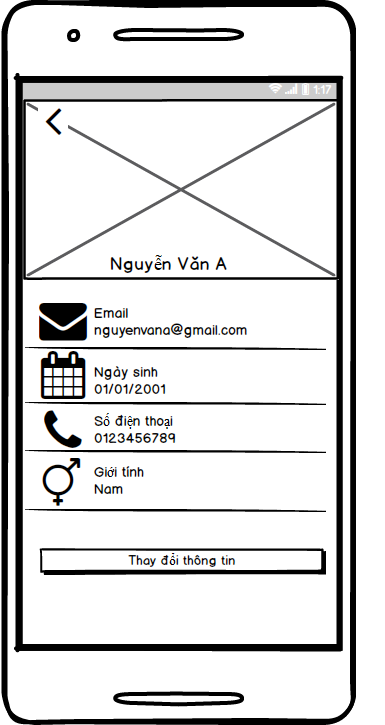 1:17
Nguyễn Văn A
Email
nguyenvana@gmail.com
Ngày sinh
01/01/2001
Số điện thoại
0123456789
Giới tính
Nam
Thay đổi thông tin